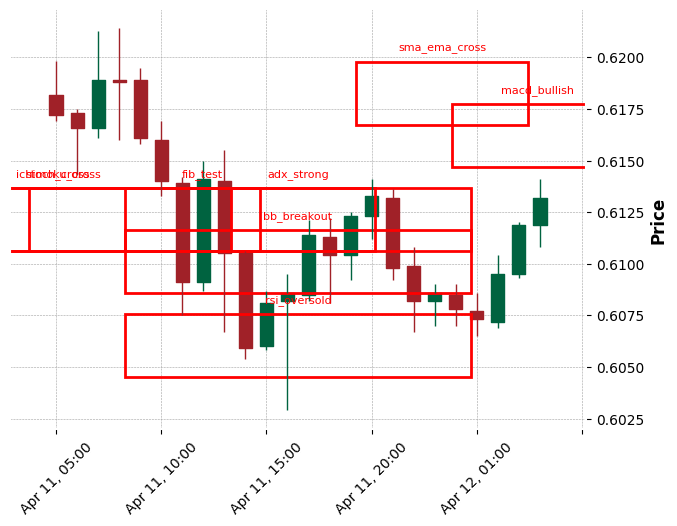 sma_ema_cross
macd_bullish
fib_test
adx_strong
bb_breakout
rsi_oversold
0.6200
0.6175
0.6150
0.6125
0.6100
0.6075
0.6050
0.6025
Price
Apr 11, 05:00
Apr 11, 10:00
Apr 11, 15:00
Apr 11, 20:00
Apr 12, 01:00